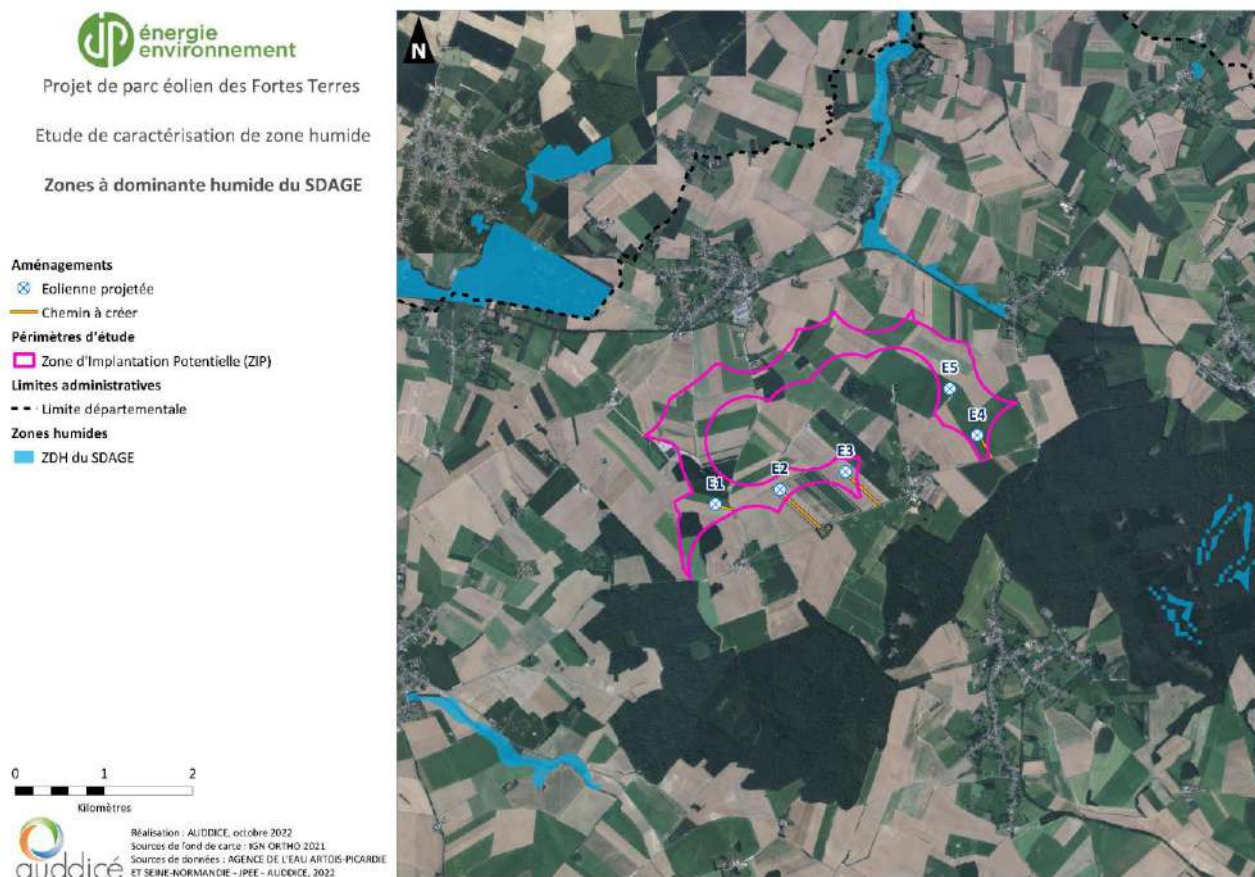 JP énergie
environnement
Projet de parc éolien des Fortes Terres
Etude de caractérisation de zone humide
Zones à dominante humide du SDAGE
Aménagements
Eolienne projetée
Chemin à créer
Périmètres d'étude
Zone d'Implantation Potentielle (ZIP)
Limites administratives
Limite départementale
Zones humides
ZDH du SDAGE
0 1 2
Kilomètres
auddicé
Réalisation : AUDDICE, octobre 2022
Sources de fond de carte : IGN ORTHO 2021
Sources de données : AGENCE DE L'EAU ARTOIS-PICARDIE
ET SEINE-NORMANDIE - JPEE - AUDDICE, 2022
N
E5
E4
E3
E2
E1